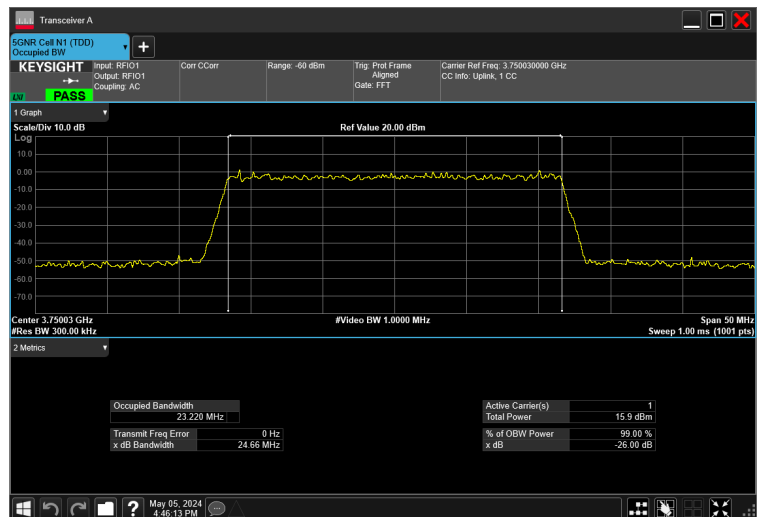 Transceiver A
5GNR Cell N1 (TDD)
Occupied BW
+
KEYSIGHT
LXI
PASS
Input: RFIO1
Output: RFIO1
Coupling: AC
Corr CCorr
Range: -60 dBm
Trig: Prot Frame
Aligned
Gate: FFT
Carrier Ref Freq: 3.750030000 GHz
CC Info: Uplink, 1 CC
1 Graph
Scale/Div 10.0 dB
Ref Value 20.00 dBm
Log
10.0
0.00
-10.0
-20.0
-30.0
-40.0
-50.0
-60.0
-70.0
Center 3.75003 GHz
#Video BW 1.0000 MHz
Span 50 MHz
#Res BW 300.00 kHz
Sweep 1.00 ms (1001 pts)
2 Metrics
Occupied Bandwidth
23.220 MHz
Transmit Freq Error 0 Hz
x dB Bandwidth 24.66 MHz
Active Carrier(s) 1
Total Power 15.9 dBm
% of OBW Power 99.00 %
x dB -26.00 dB
?
May 05, 2024
4:46:13 PM